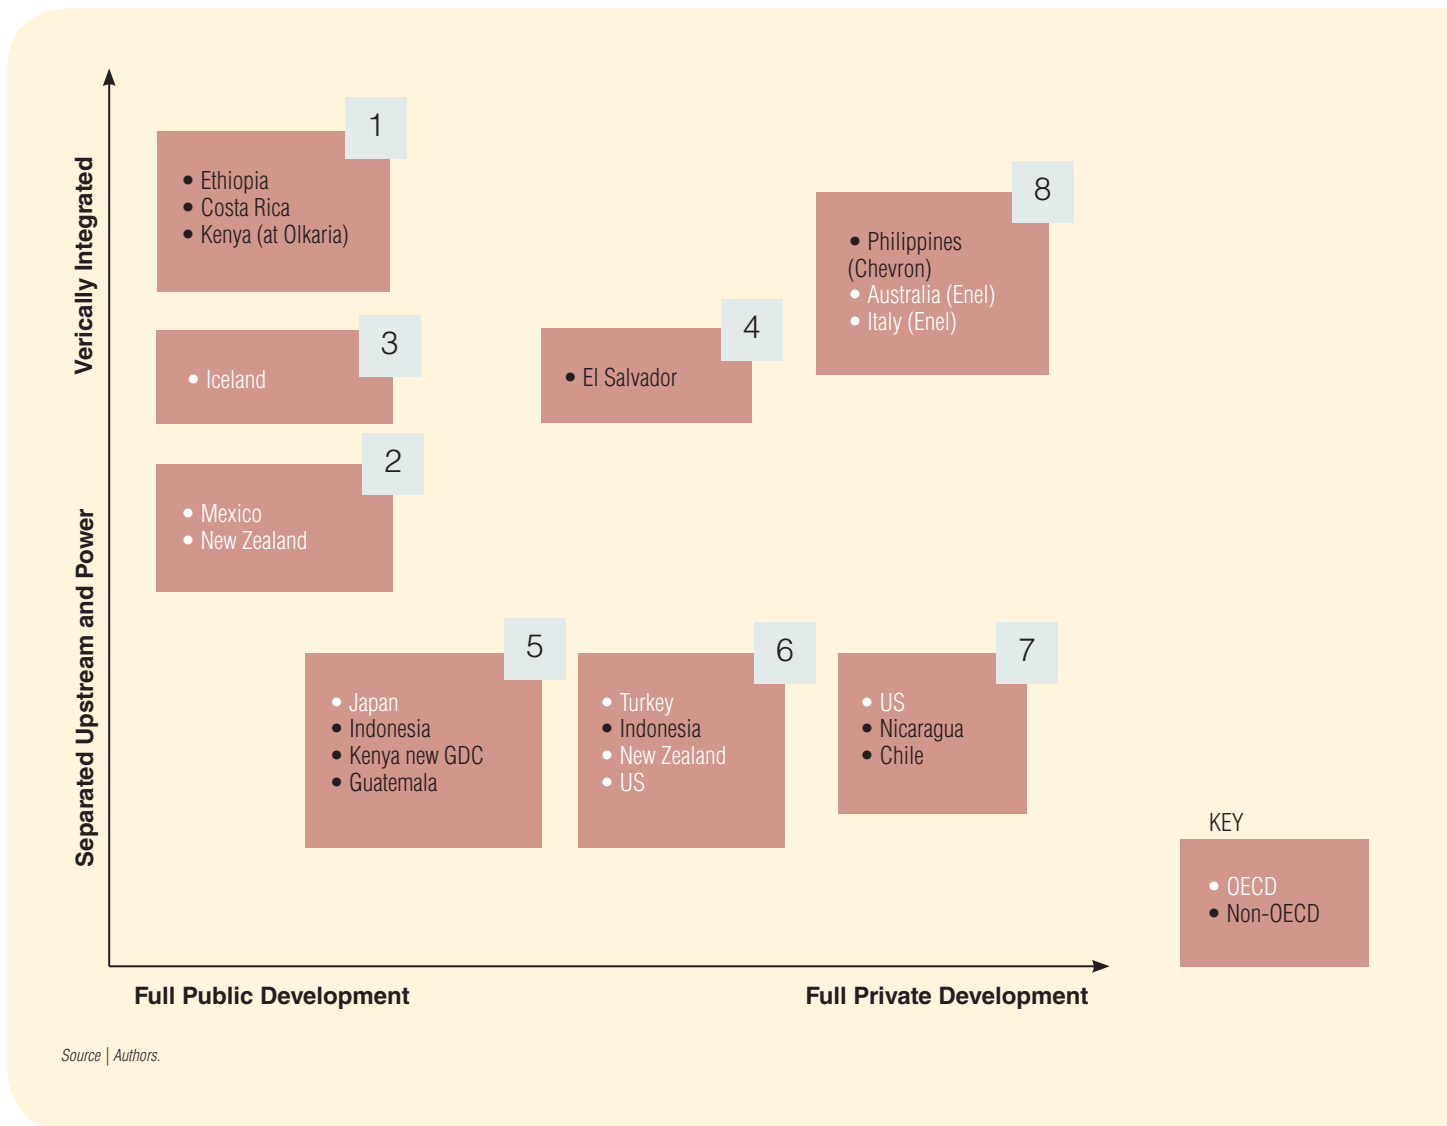 Verically Integrated
Separated Upstream and Power
1
• Ethiopia
• Costa Rica
• Kenya (at Olkaria)
8
• Philippines
(Chevron)
• Australia (Enel)
• Italy (Enel)
3
• Iceland
4
• El Salvador
2
• Mexico
• New Zealand
5
• Japan
• Indonesia
• Kenya new GDC
• Guatemala
6
• Turkey
• Indonesia
• New Zealand
• US
7
• US
• Nicaragua
• Chile
KEY
• OECD
• Non-OECD
Full Public Development
Full Private Development
Source | Authors.